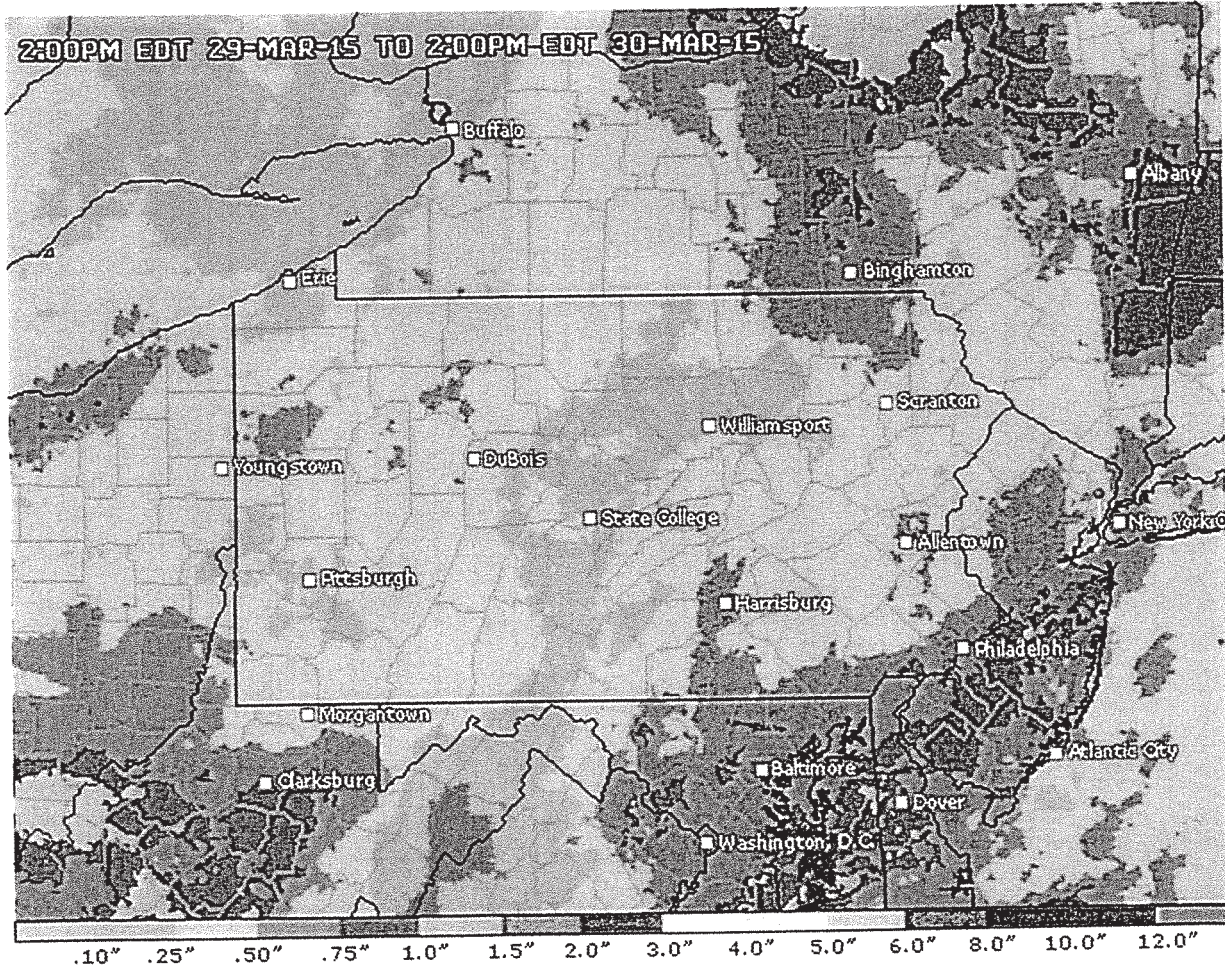 2:00PM EDT 29-MAR-15 TO 2:00PM EDT 30-MAR-15
Buffalo
Albany
Binghamton
Erie
Scranton
Williamsport
DuBois
Youngstown
State College
New York C
Allentown
Pittsburgh
Harrisburg
Philadelphia
Morgantown
Atlantic City
Baltimore
Clarksburg
Dover
Washington, D.C.
.10" .25" .50" .75" 1.0" 1.5" 2.0" 3.0" 4.0" 5.0" 6.0" 8.0" 10.0" 12.0"